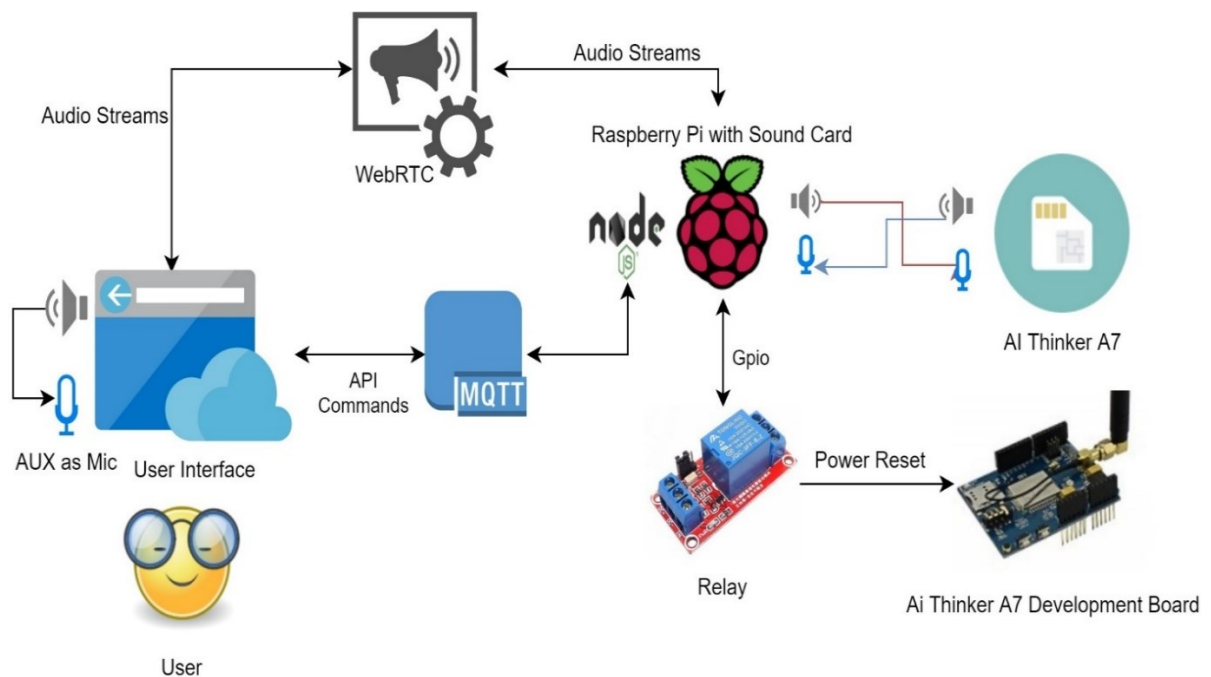 Audio Streams
Audio Streams
WebRTC
Raspberry Pi with Sound Card
node
JS
AI Thinker A7
Gpio
API
Commands
MQTT
AUX as Mic
User Interface
Power Reset
Relay
Ai Thinker A7 Development Board
User